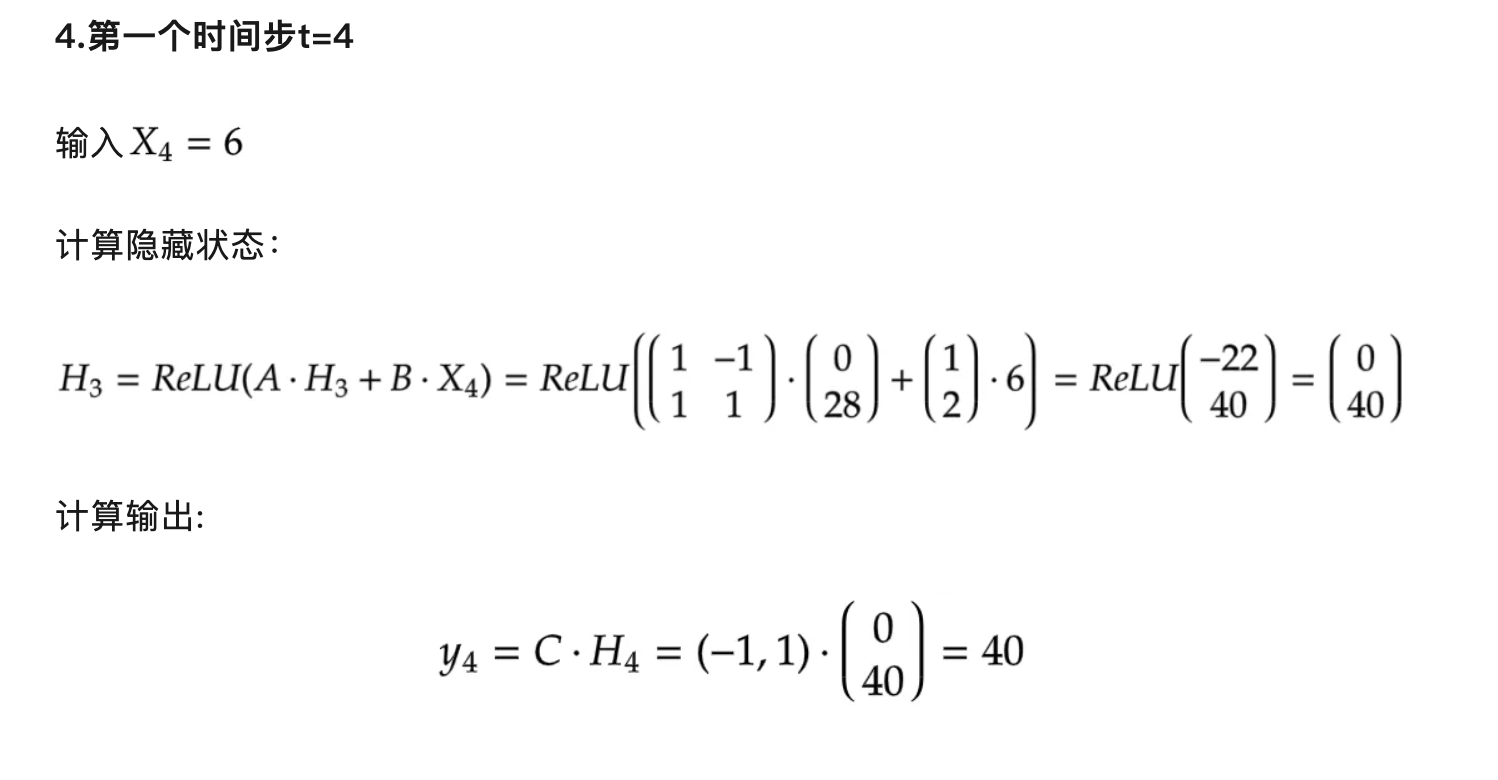 4.第一个时间步t=4
输入 X₄ = 6
计算隐藏状态：
H₃ = ReLU(A · H₃ + B · X₄) = ReLU((1 −1; 1 1) · (0; 28) + (1; 2) · 6) = ReLU(−22; 40) = (0; 40)
计算输出:
y₄ = C · H₄ = (−1, 1) · (0; 40) = 40